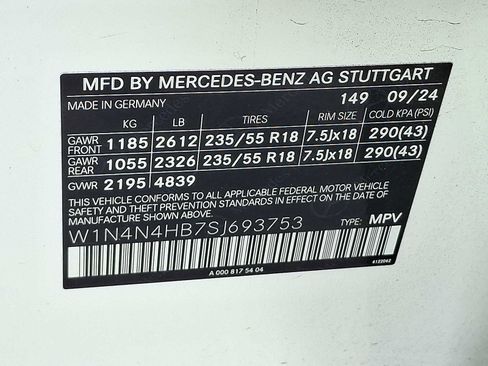 MFD BY MERCEDES-BENZ AG STUTTGART
MADE IN GERMANY 149 09/24
KG LB TIRES RIM SIZE COLD KPA (PSI)
GAWR FRONT 1185 2612 235/55 R18 7.5Jx18 290(43)
GAWR REAR 1055 2326 235/55 R18 7.5Jx18 290(43)
GVWR 2195 4839
THIS VEHICLE CONFORMS TO ALL APPLICABLE FEDERAL MOTOR VEHICLE
SAFETY AND THEFT PREVENTION STANDARDS IN EFFECT ON THE DATE OF
MANUFACTURE SHOWN ABOVE.
W1N4N4HB7SJ693753 TYPE: MPV
A 000 817 54 04
6122062